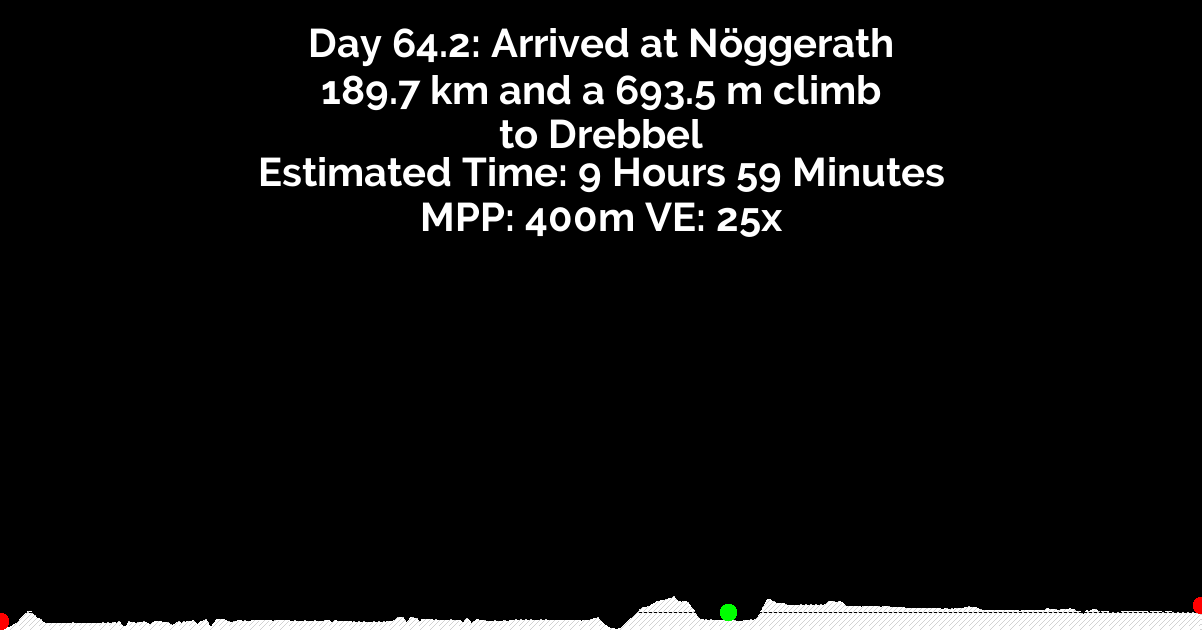 Day 64.2: Arrived at Nöggerath
189.7 km and a 693.5 m climb
to Drebbel
Estimated Time: 9 Hours 59 Minutes
MPP: 400m VE: 25x